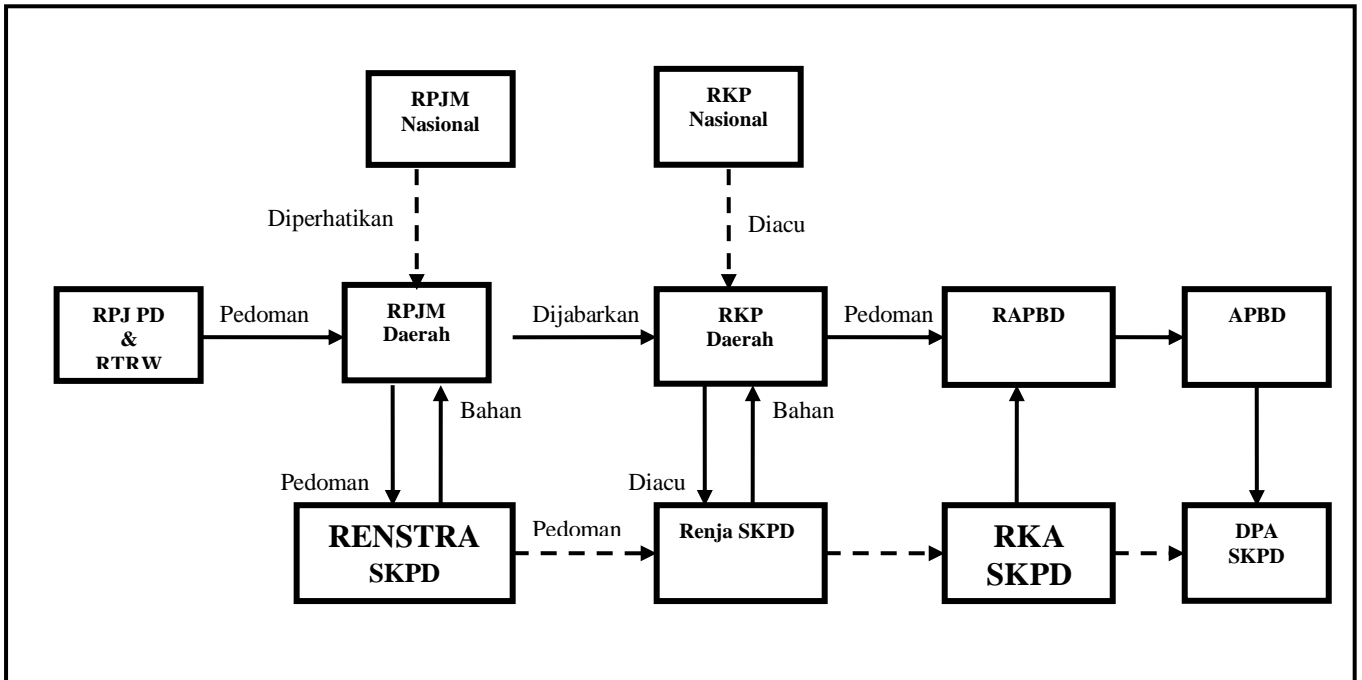 RPJM
Nasional
RKP
Nasional
Diperhatikan
Diacu
RPJ PD
&
RTRW
Pedoman
RPJM
Daerah
Dijabarkan
RKP
Daerah
Pedoman
RAPBD
APBD
Bahan
Bahan
Pedoman
Diacu
RENSTRA
SKPD
Pedoman
Renja SKPD
RKA
SKPD
DPA
SKPD